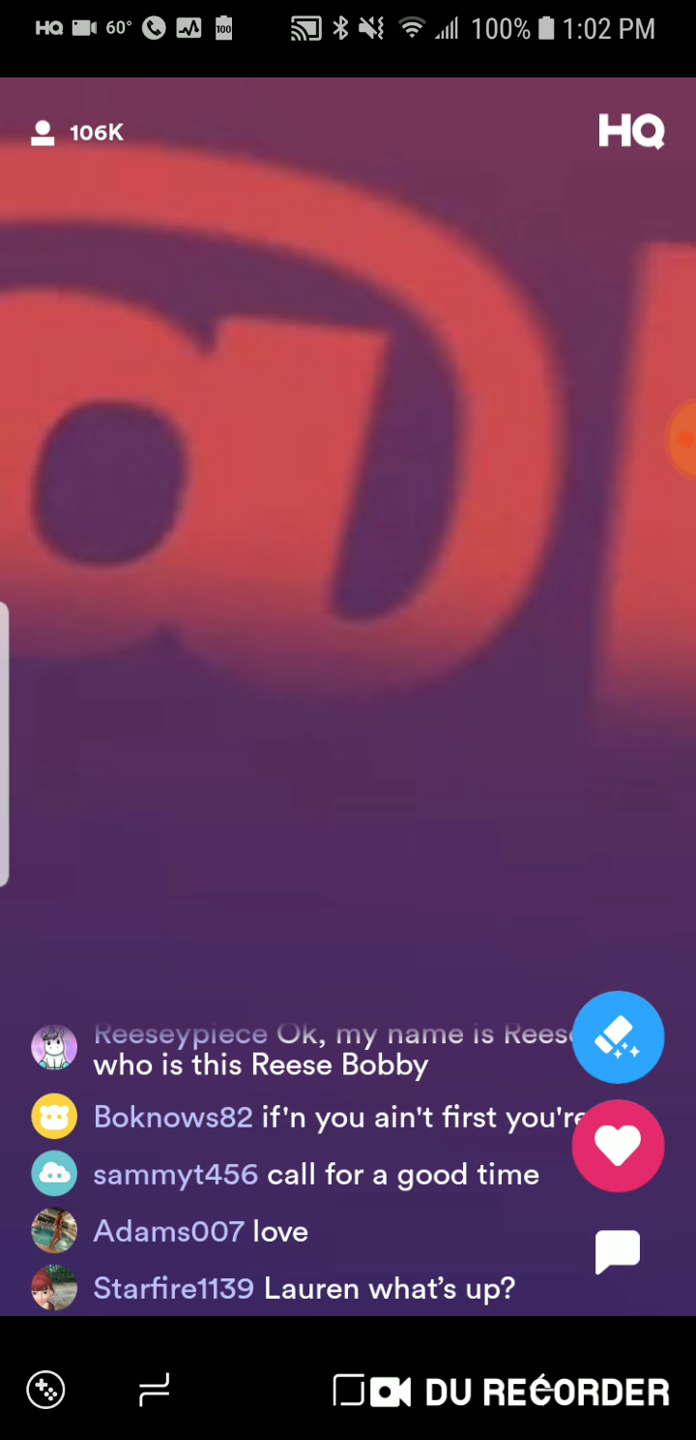 HQ 60° 100 100% 1:02 PM
106K HQ
@
Reeseypiece Ok, my name is Reese
who is this Reese Bobby
Boknows82 if'n you ain't first you're
sammyt456 call for a good time
Adams007 love
Starfire1139 Lauren what's up?
DU RECORDER